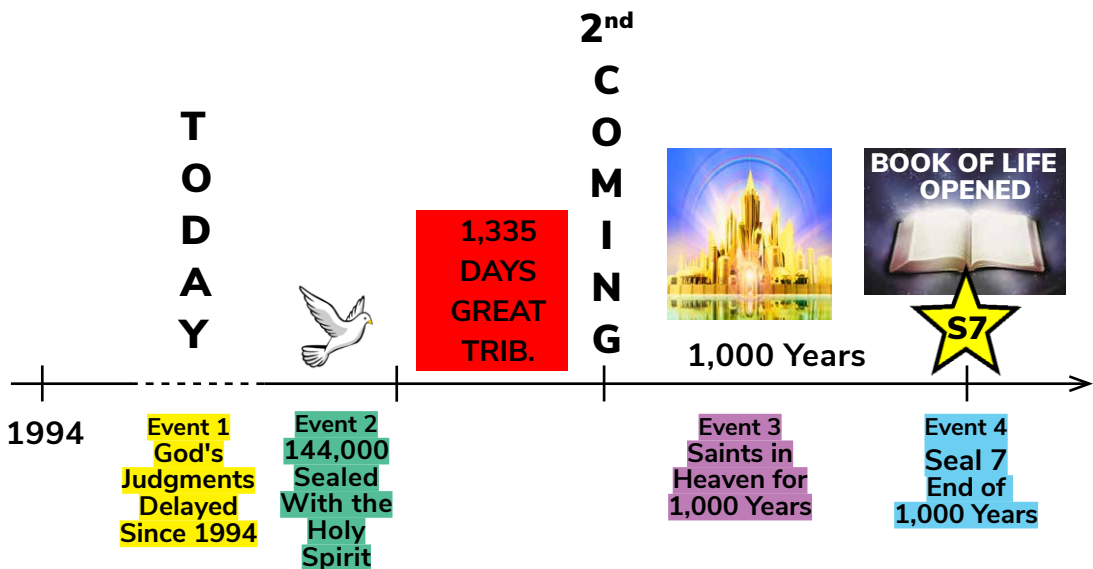 2nd
C
O
M
I
N
G
T
O
D
A
Y
1,335
DAYS
GREAT
TRIB.
BOOK OF LIFE
OPENED
S7
1,000 Years
1994
Event 1
God's
Judgments
Delayed
Since 1994
Event 2
144,000
Sealed
With the
Holy
Spirit
Event 3
Saints in
Heaven for
1,000 Years
Event 4
Seal 7
End of
1,000 Years